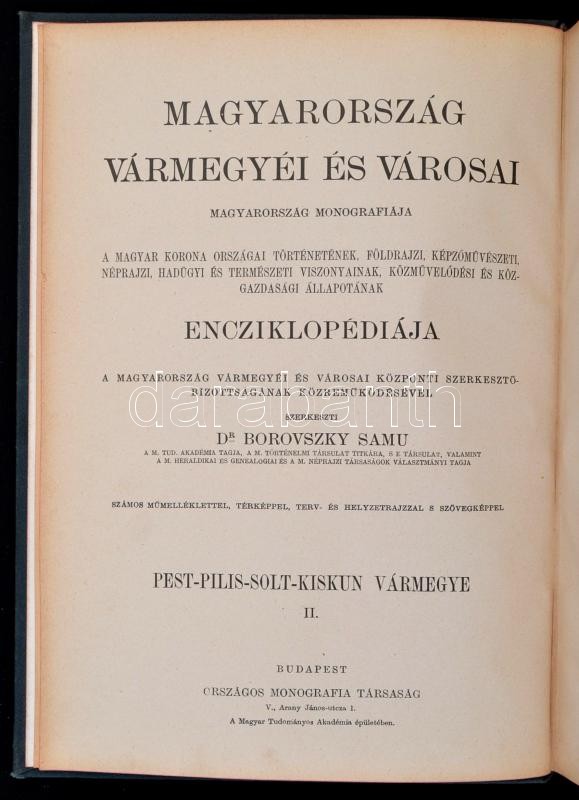 MAGYARORSZÁG
VÁRMEGYÉI ÉS VÁROSAI
MAGYARORSZÁG MONOGRAFIÁJA
A MAGYAR KORONA ORSZÁGAI TÖRTÉNETÉNEK, FÖLDRAJZI, KÉPZŐMŰVÉSZETI,
NÉPRAJZI, HADÜGYI ÉS TERMÉSZETI VISZONYAINAK, KÖZMŰVELŐDÉSI ÉS KÖZ-
GAZDASÁGI ÁLLAPOTÁNAK
ENCZIKLOPÉDIÁJA
A MAGYARORSZÁG VÁRMEGYÉI ÉS VÁROSAI KÖZPONTI SZERKESZTŐ-
BIZOTTSÁGÁNAK KÖZREMŰKÖDÉSÉVEL
darabanth
SZERKESZTI
DR BOROVSZKY SAMU
A M. TUD. AKADÉMIA TAGJA, A M. TÖRTÉNELMI TÁRSULAT TITKÁRA, S E TÁRSULAT, VALAMINT
A M. HERALDIKAI ÉS GENEALOGIAI ÉS A M. NÉPRAJZI TÁRSASÁGOK VÁLASZTMÁNYI TAGJA
SZÁMOS MŰMELLÉKLETTEL, TÉRKÉPPEL, TERV- ÉS HELYZETRAJZZAL S SZÖVEGKÉPPEL
PEST-PILIS-SOLT-KISKUN VÁRMEGYE
II.
BUDAPEST
ORSZÁGOS MONOGRAFIA TÁRSASÁG
V., Arany János-utcza 1.
A Magyar Tudományos Akadémia épületében.